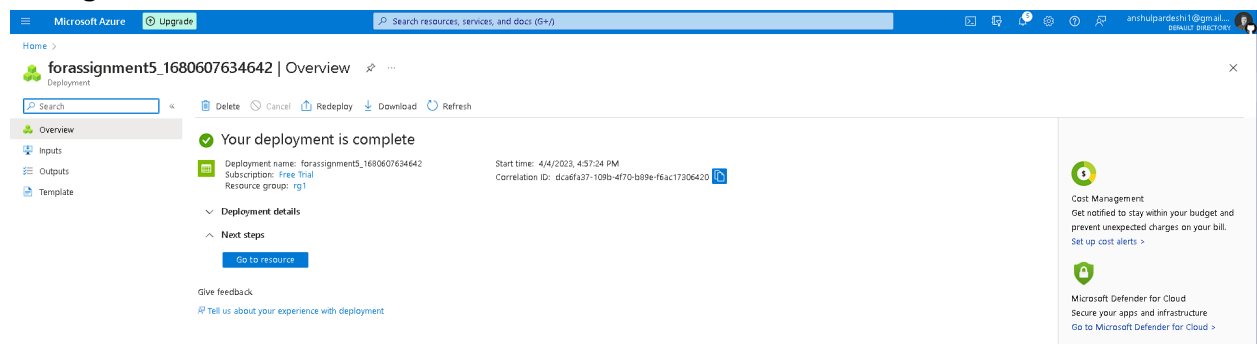 Microsoft Azure
Upgrade
Search resources, services, and docs (G+/)
anshulpardeshi1@gmail....
DEFAULT DIRECTORY
Home >
forassignment5_1680607634642 | Overview
Deployment
Search
«
Delete
Cancel
Redeploy
Download
Refresh
Overview
Inputs
Outputs
Template
Your deployment is complete
Deployment name: forassignment5_1680607634642
Subscription: Free Trial
Resource group: rg1
Start time: 4/4/2023, 4:57:24 PM
Correlation ID: dca6fa37-109b-4f70-b89e-f6ac17306420
Deployment details
Next steps
Go to resource
Give feedback
Tell us about your experience with deployment
Cost Management
Get notified to stay within your budget and
prevent unexpected charges on your bill.
Set up cost alerts >
Microsoft Defender for Cloud
Secure your apps and infrastructure
Go to Microsoft Defender for Cloud >